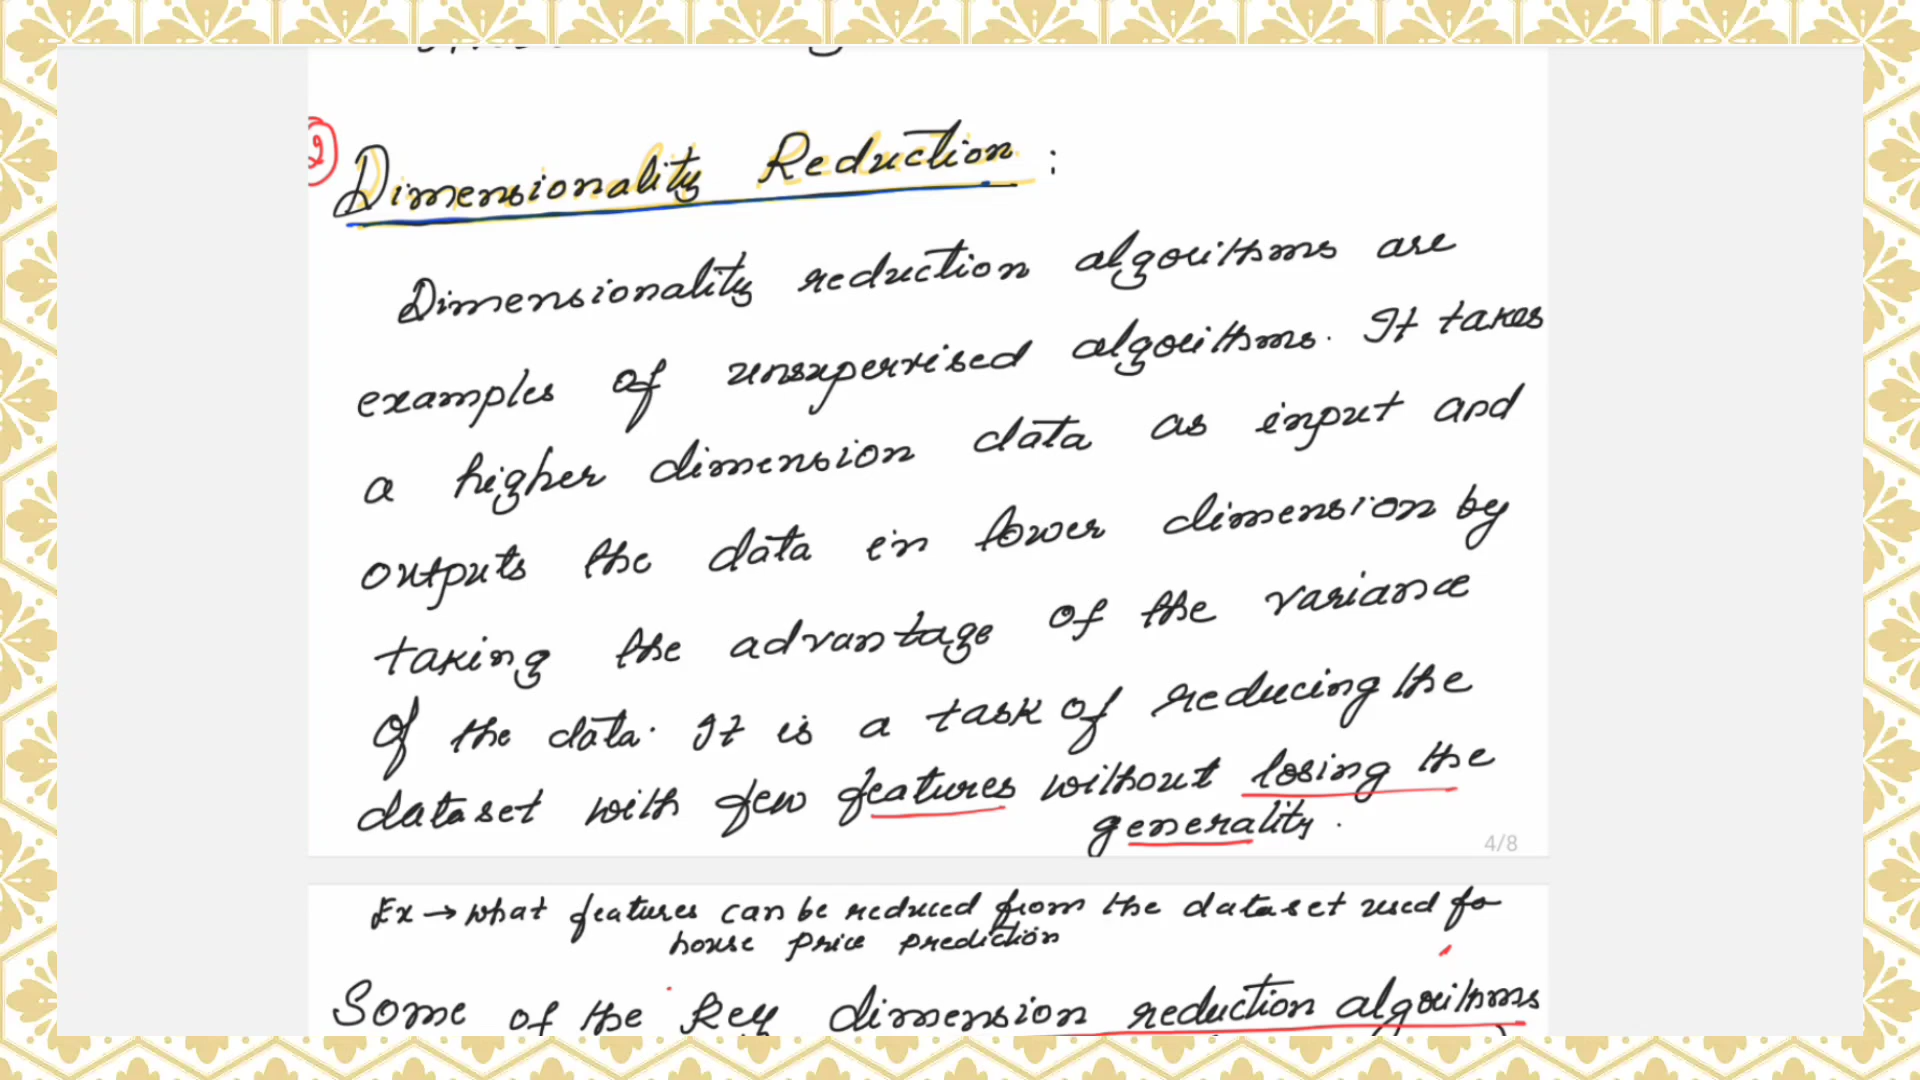 2) Dimensionality Reduction :
Dimensionality reduction algorithms are
examples of unsupervised algorithms. It takes
a higher dimension data as input and
outputs the data in lower dimension by
taking the advantage of the variance
of the data. It is a task of reducing the
dataset with few features without losing the
generality.
4/8
Ex → what features can be reduced from the dataset used fo
house price prediction
Some of the key dimension reduction algorithms